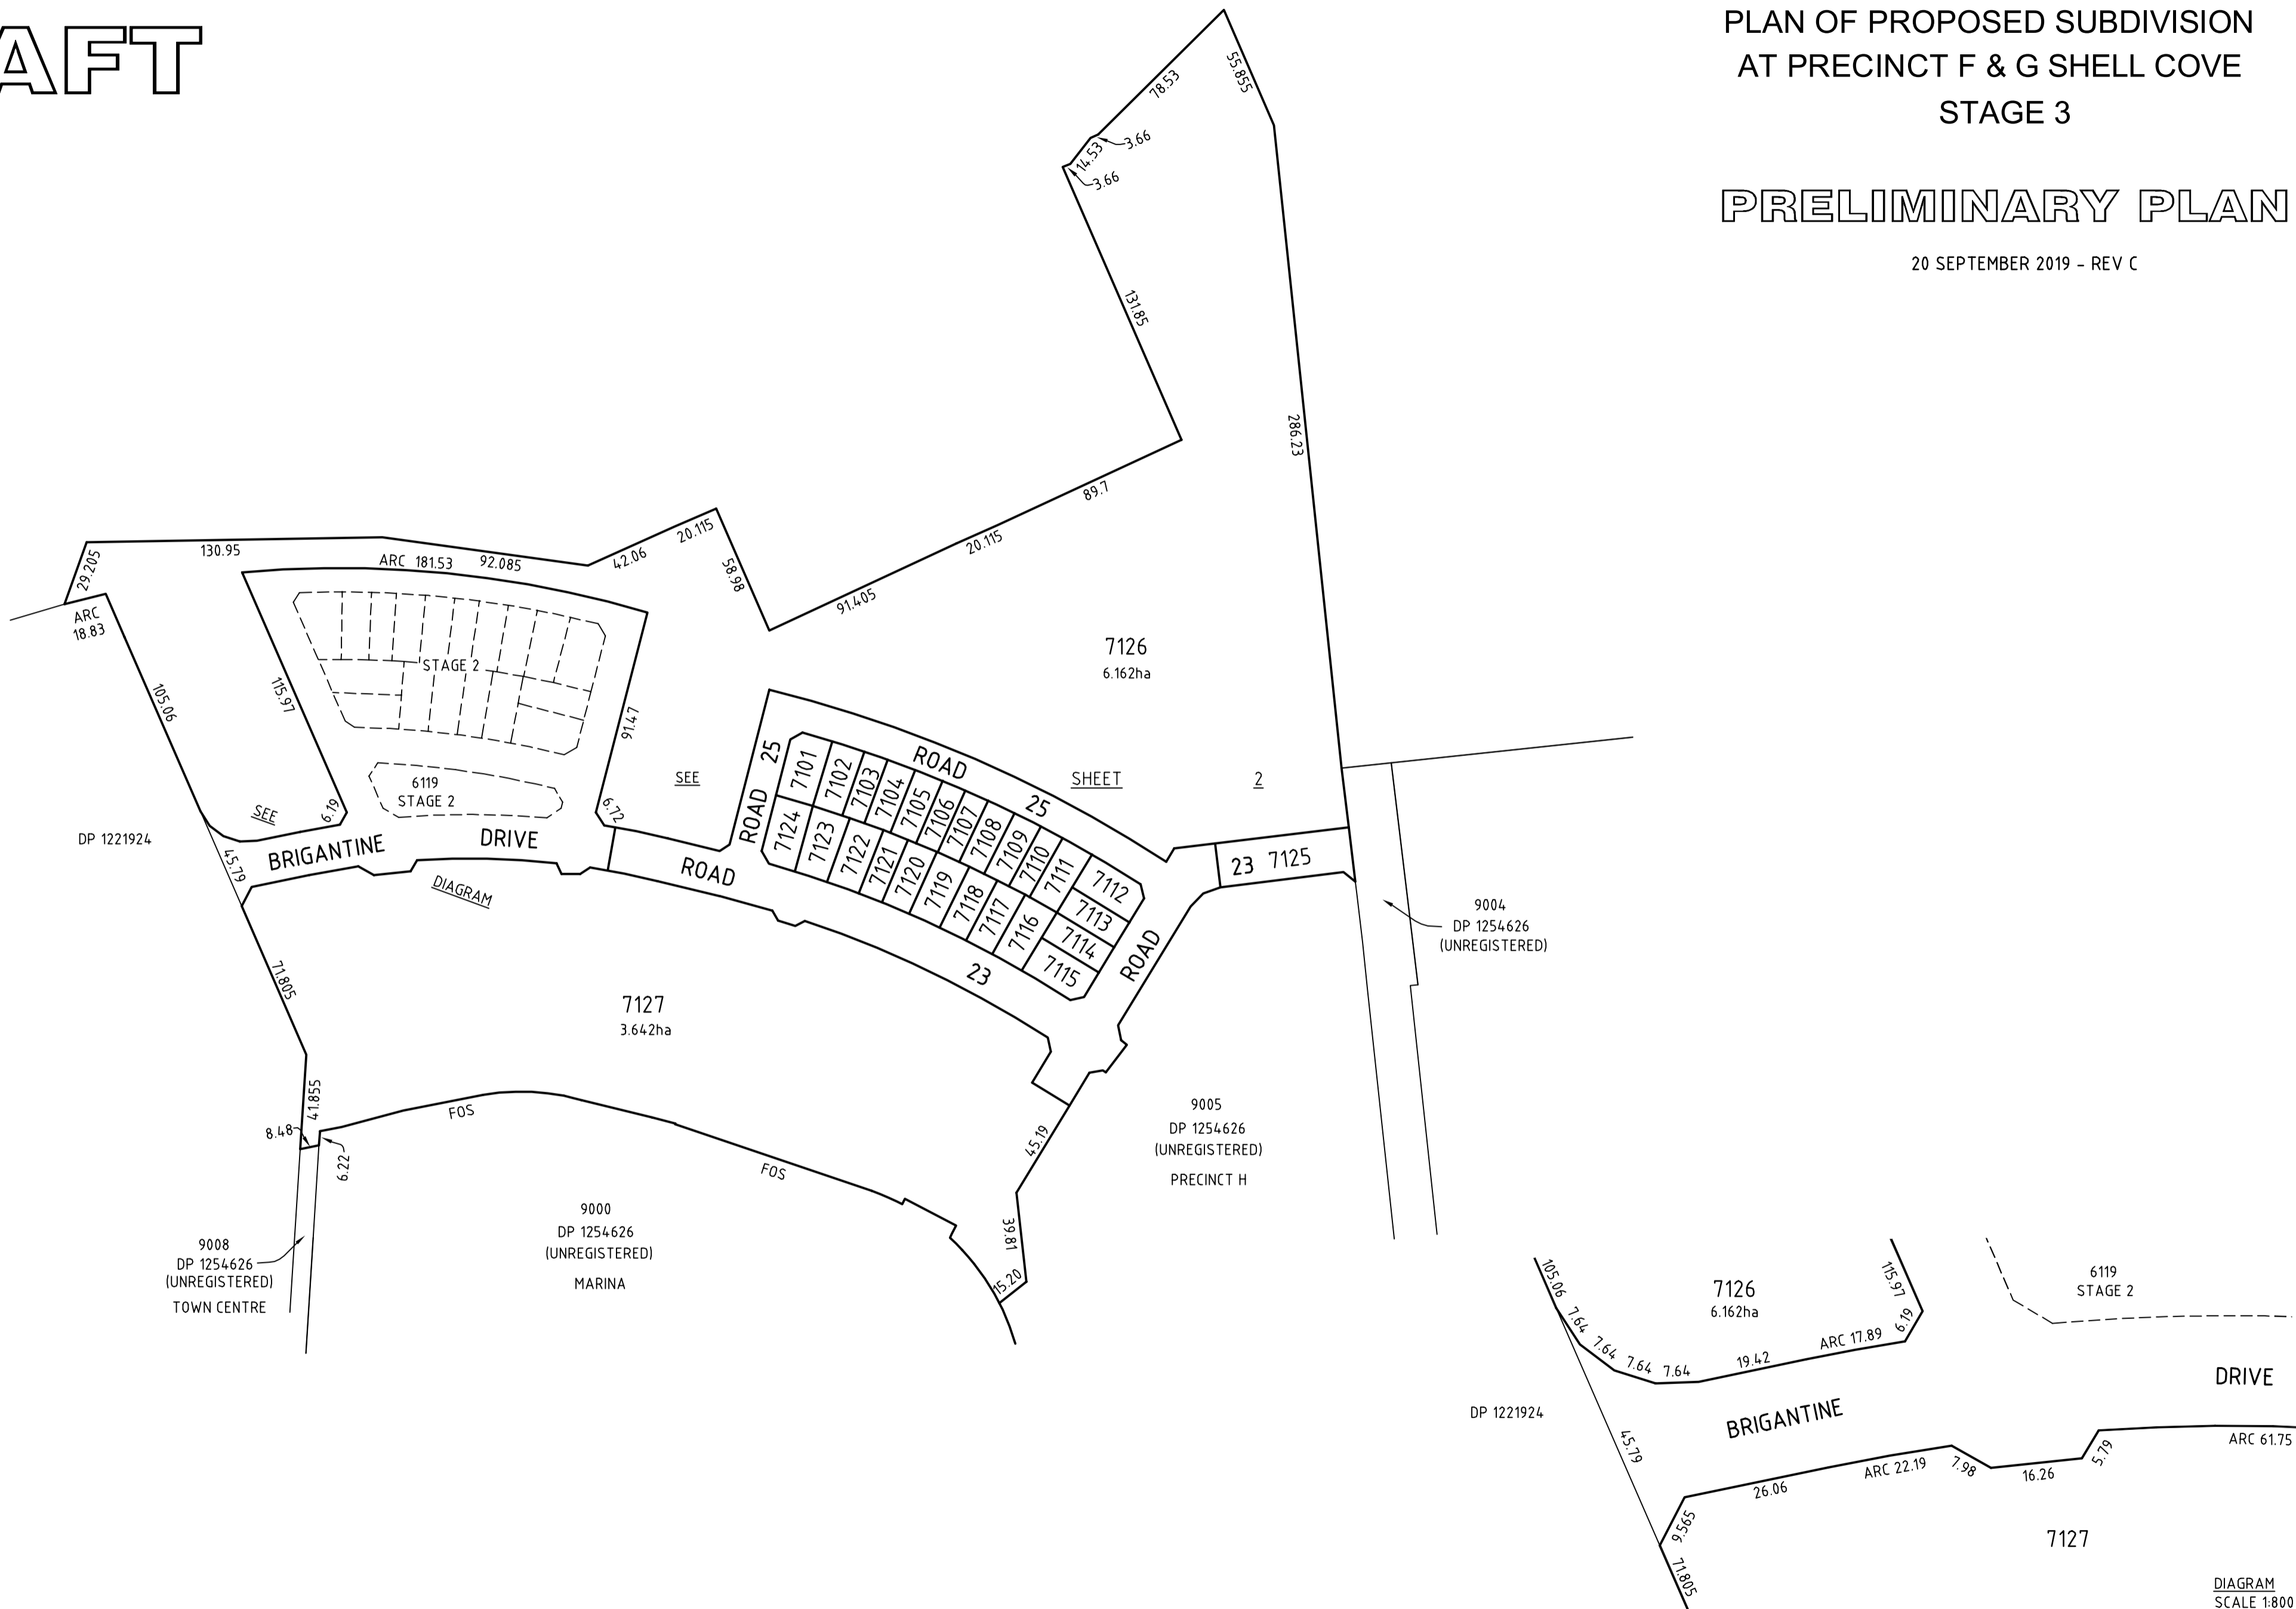 AFT
PLAN OF PROPOSED SUBDIVISION
AT PRECINCT F & G SHELL COVE
STAGE 3
PRELIMINARY PLAN
20 SEPTEMBER 2019 - REV C
55.855
78.53
3.66
14.53
3.66
131.85
286.23
89.7
20.115
91.405
58.98
20.115
42.06
92.085
ARC 181.53
130.95
29.205
ARC
18.83
105.06
115.97
STAGE 2
91.47
7126
6.162ha
6119
STAGE 2
SEE
6.19
6.72
SEE
SHEET
2
DP 1221924
45.79
BRIGANTINE
DRIVE
DIAGRAM
ROAD
ROAD 25
ROAD
25
7101
7102
7103
7104
7105
7106
7107
7108
7109
7110
7111
7112
7113
7114
7115
7116
7117
7118
7119
7120
7121
7122
7123
7124
23 7125
23
ROAD
9004
DP 1254626
(UNREGISTERED)
71.805
7127
3.642ha
41.855
8.48
6.22
FOS
FOS
45.19
39.81
15.20
9005
DP 1254626
(UNREGISTERED)
PRECINCT H
9000
DP 1254626
(UNREGISTERED)
MARINA
9008
DP 1254626
(UNREGISTERED)
TOWN CENTRE
105.06
7126
6.162ha
115.97
6119
STAGE 2
7.64
7.64
7.64
7.64
19.42
ARC 17.89
6.19
DRIVE
DP 1221924
BRIGANTINE
45.79
ARC 61.75
5.79
16.26
7.98
ARC 22.19
26.06
9.565
71.805
7127
DIAGRAM
SCALE 1:800